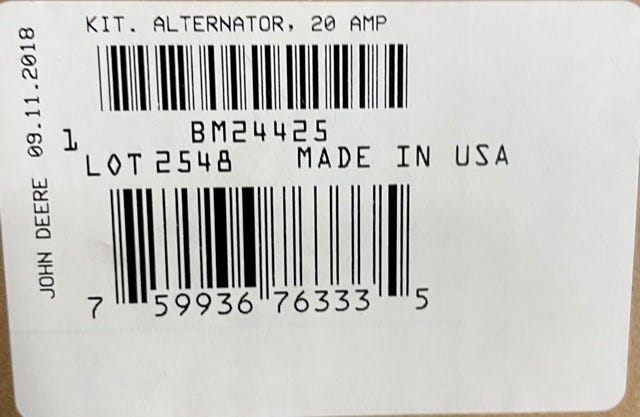 KIT. ALTERNATOR, 20 AMP
BM24425
1
LOT 2548 MADE IN USA
7 59936 76333 5
JOHN DEERE 09.11.2018